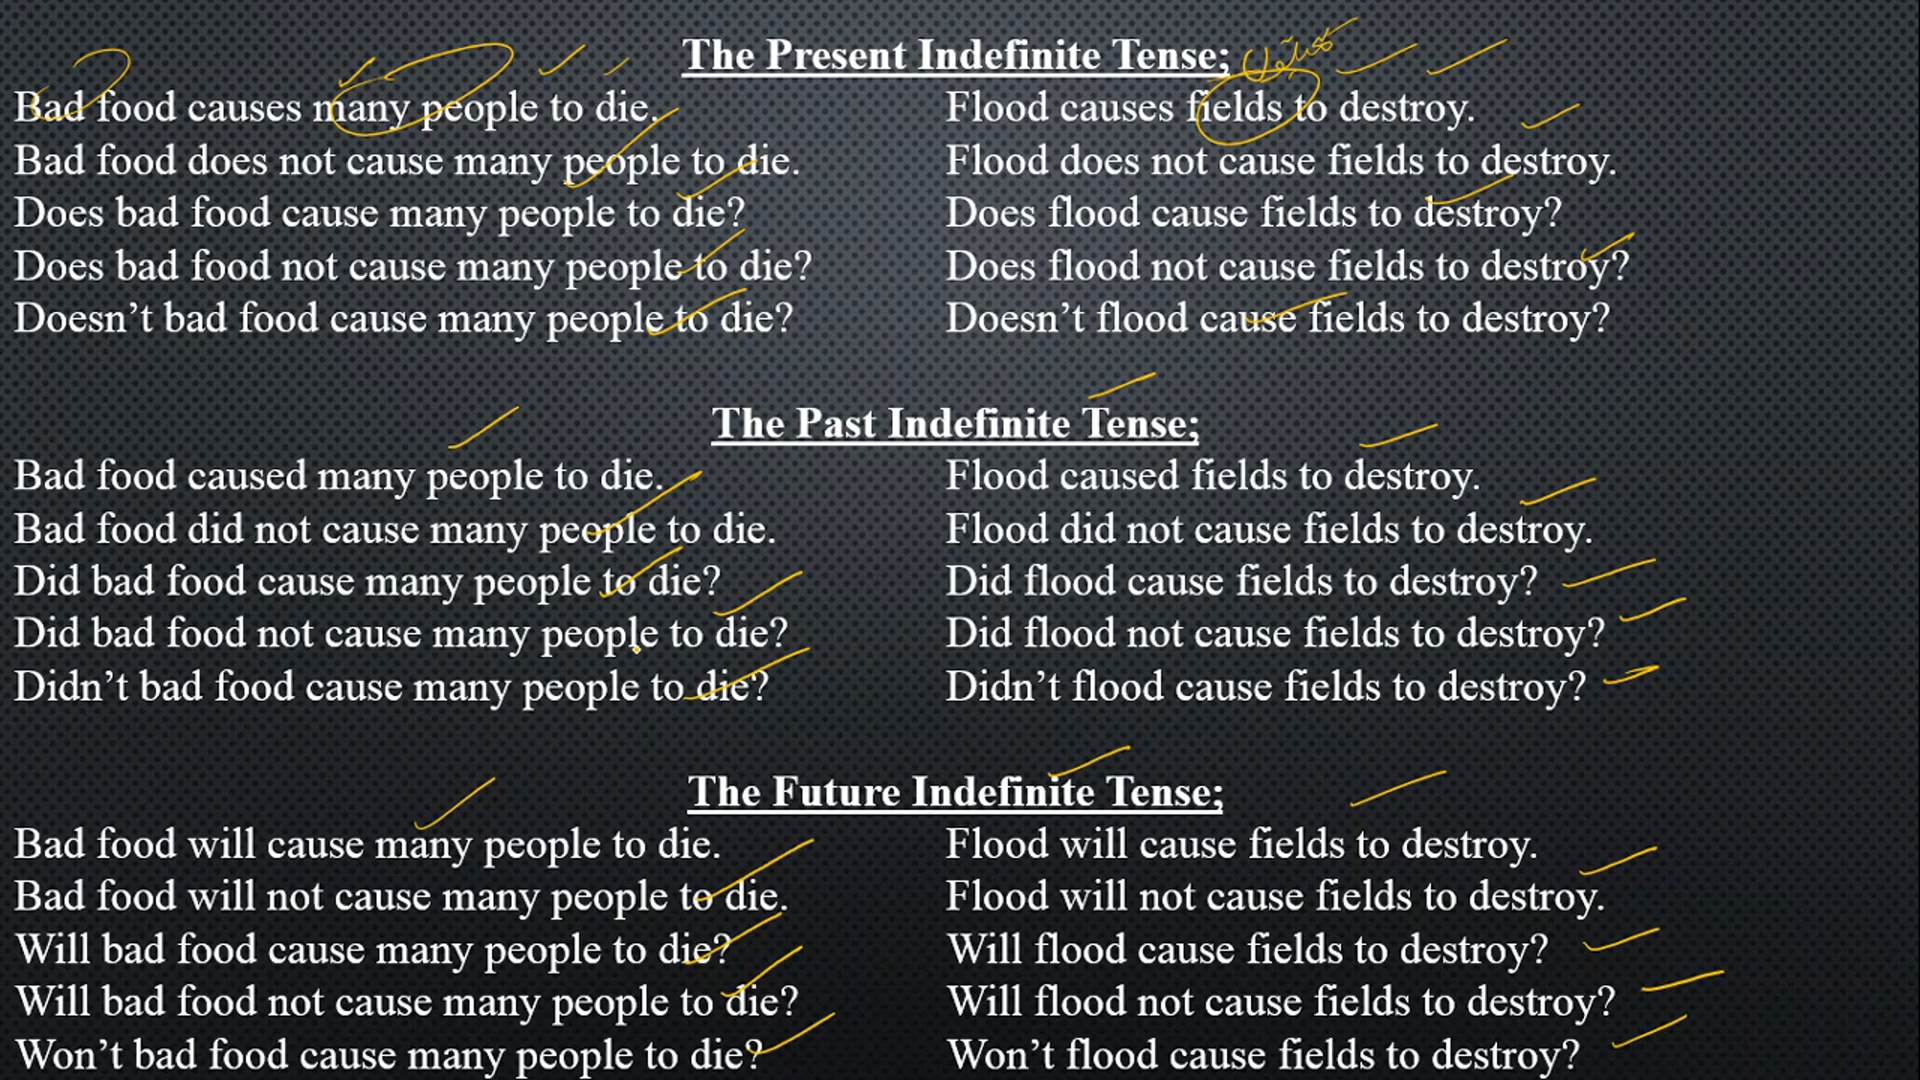 The Present Indefinite Tense;
Bad food causes many people to die.
Bad food does not cause many people to die.
Does bad food cause many people to die?
Does bad food not cause many people to die?
Doesn’t bad food cause many people to die?
Flood causes fields to destroy.
Flood does not cause fields to destroy.
Does flood cause fields to destroy?
Does flood not cause fields to destroy?
Doesn’t flood cause fields to destroy?
The Past Indefinite Tense;
Bad food caused many people to die.
Bad food did not cause many people to die.
Did bad food cause many people to die?
Did bad food not cause many people to die?
Didn’t bad food cause many people to die?
Flood caused fields to destroy.
Flood did not cause fields to destroy.
Did flood cause fields to destroy?
Did flood not cause fields to destroy?
Didn’t flood cause fields to destroy?
The Future Indefinite Tense;
Bad food will cause many people to die.
Bad food will not cause many people to die.
Will bad food cause many people to die?
Will bad food not cause many people to die?
Won’t bad food cause many people to die?
Flood will cause fields to destroy.
Flood will not cause fields to destroy.
Will flood cause fields to destroy?
Will flood not cause fields to destroy?
Won’t flood cause fields to destroy?